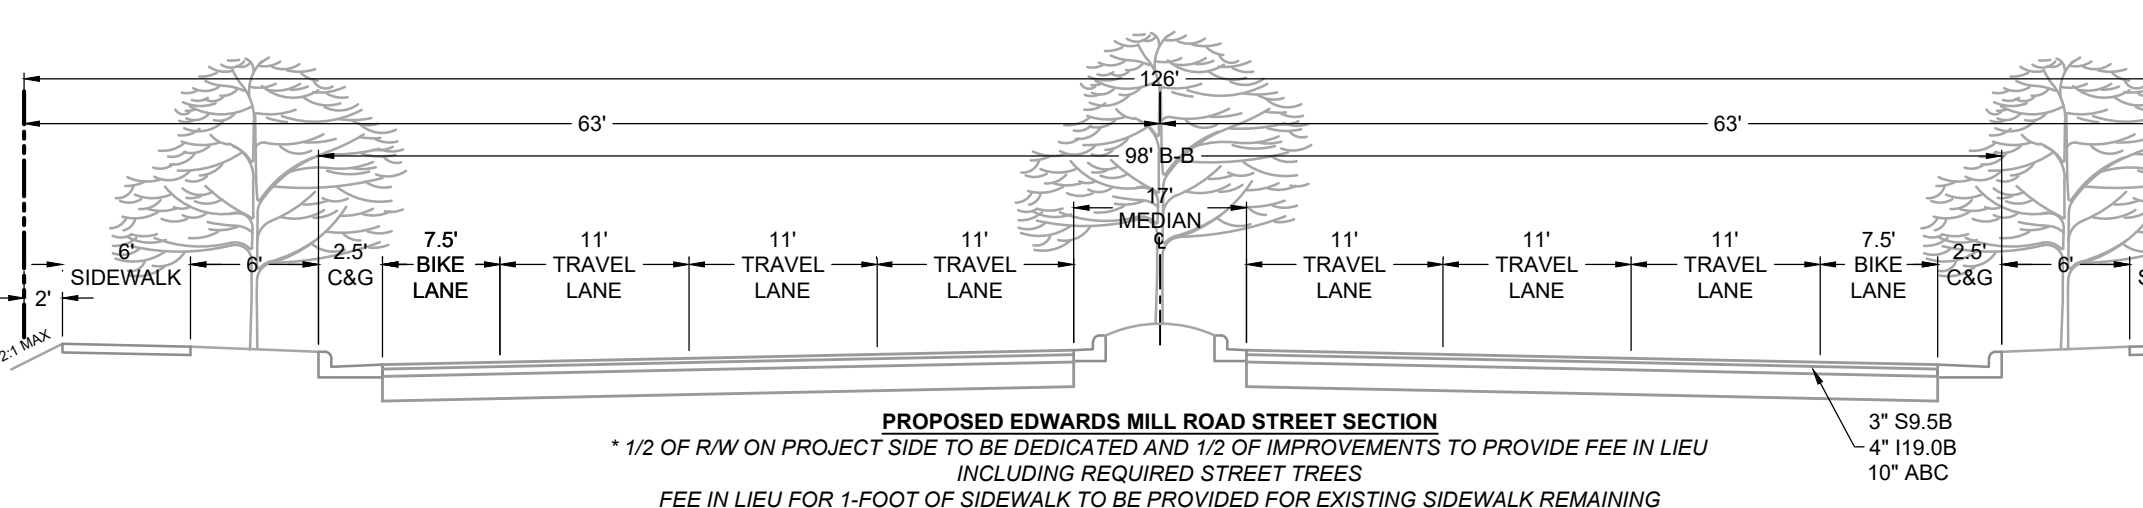 126'
63'
63'
98' B-B
17'
MEDIAN
℄
6'
SIDEWALK
6'
2.5'
C&G
7.5'
BIKE
LANE
11'
TRAVEL
LANE
11'
TRAVEL
LANE
11'
TRAVEL
LANE
11'
TRAVEL
LANE
11'
TRAVEL
LANE
11'
TRAVEL
LANE
7.5'
BIKE
LANE
2.5'
C&G
6'
S
2'
2:1 MAX
PROPOSED EDWARDS MILL ROAD STREET SECTION
* 1/2 OF R/W ON PROJECT SIDE TO BE DEDICATED AND 1/2 OF IMPROVEMENTS TO PROVIDE FEE IN LIEU
INCLUDING REQUIRED STREET TREES
FEE IN LIEU FOR 1-FOOT OF SIDEWALK TO BE PROVIDED FOR EXISTING SIDEWALK REMAINING
3" S9.5B
4" I19.0B
10" ABC